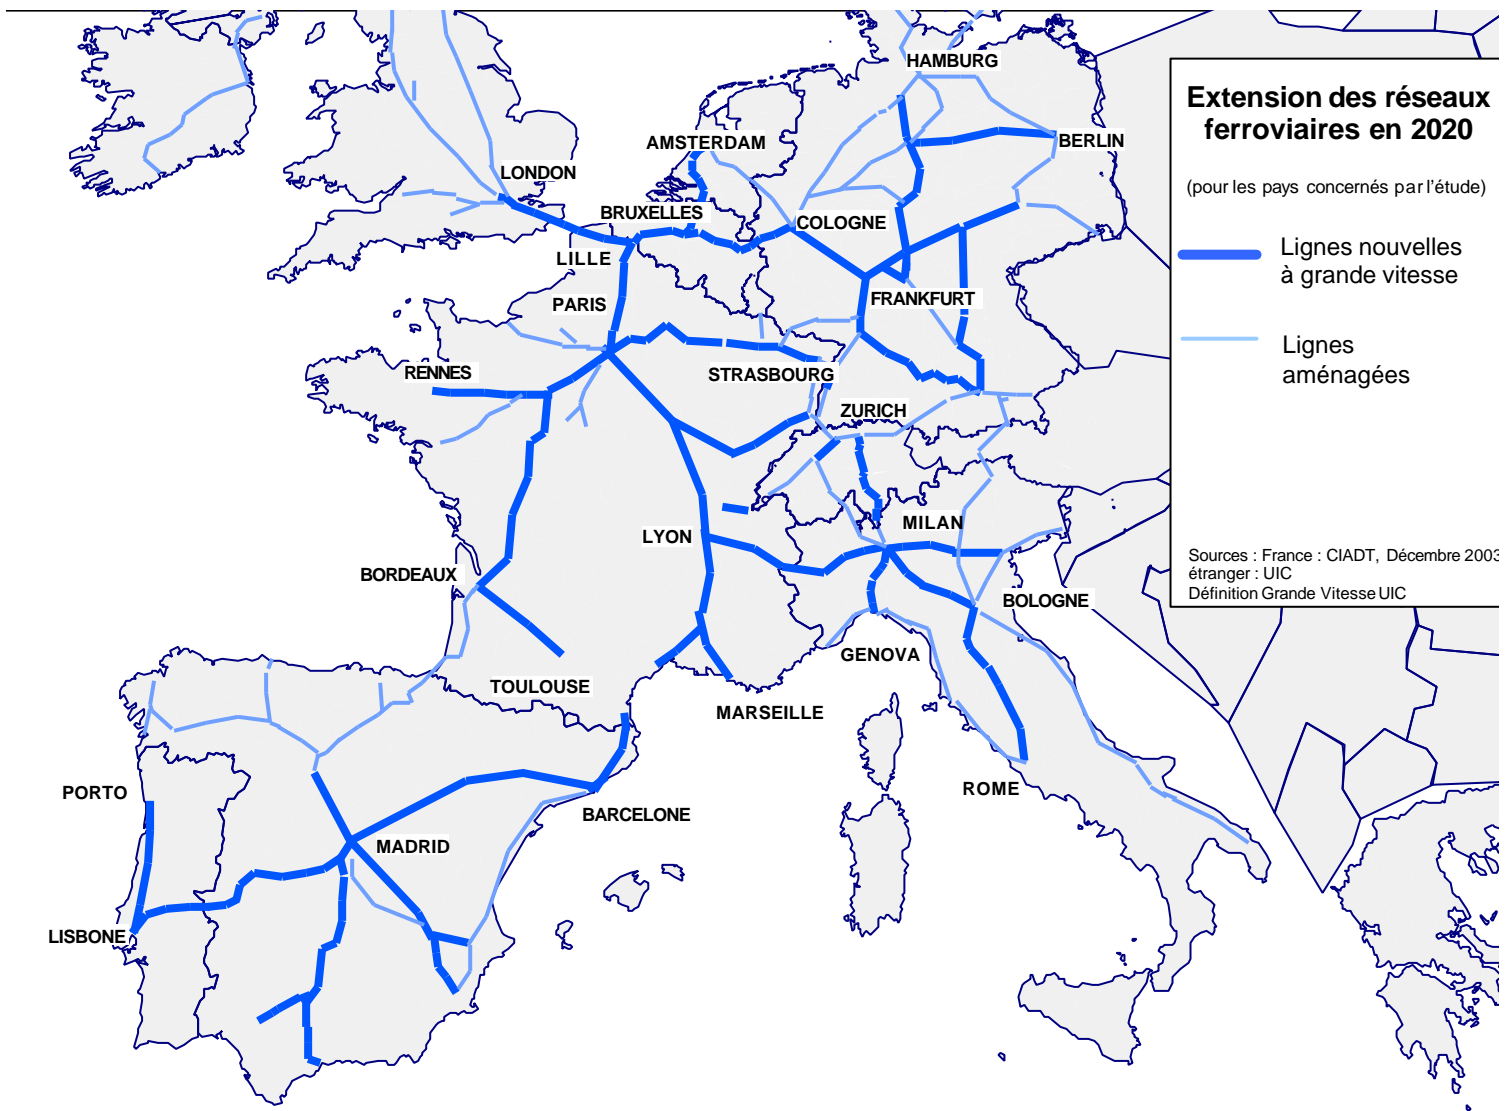 HAMBURG
AMSTERDAM
BERLIN
LONDON
BRUXELLES
COLOGNE
LILLE
PARIS
FRANKFURT
RENNES
STRASBOURG
ZURICH
LYON
MILAN
BORDEAUX
BOLOGNE
GENOVA
TOULOUSE
MARSEILLE
PORTO
ROME
BARCELONE
MADRID
LISBONE
Extension des réseaux
ferroviaires en 2020
(pour les pays concernés par l'étude)
Lignes nouvelles
à grande vitesse
Lignes
aménagées
Sources : France : CIADT, Décembre 2003
étranger : UIC
Définition Grande Vitesse UIC